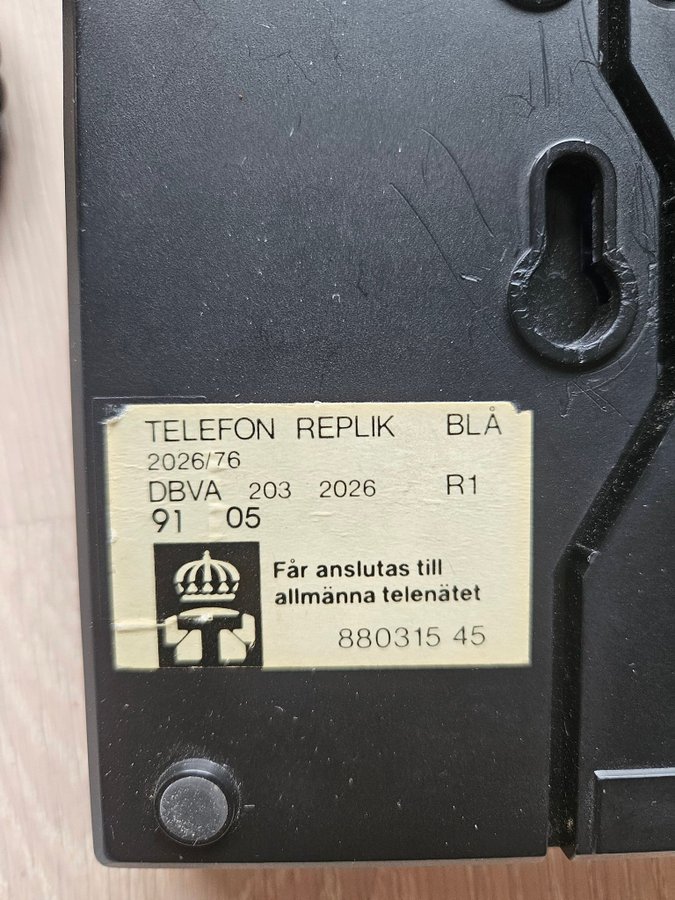 TELEFON REPLIK BLÅ
2026/76
DBVA 203 2026 R1
91 05
Får anslutas till
allmänna telenätet
880315 45